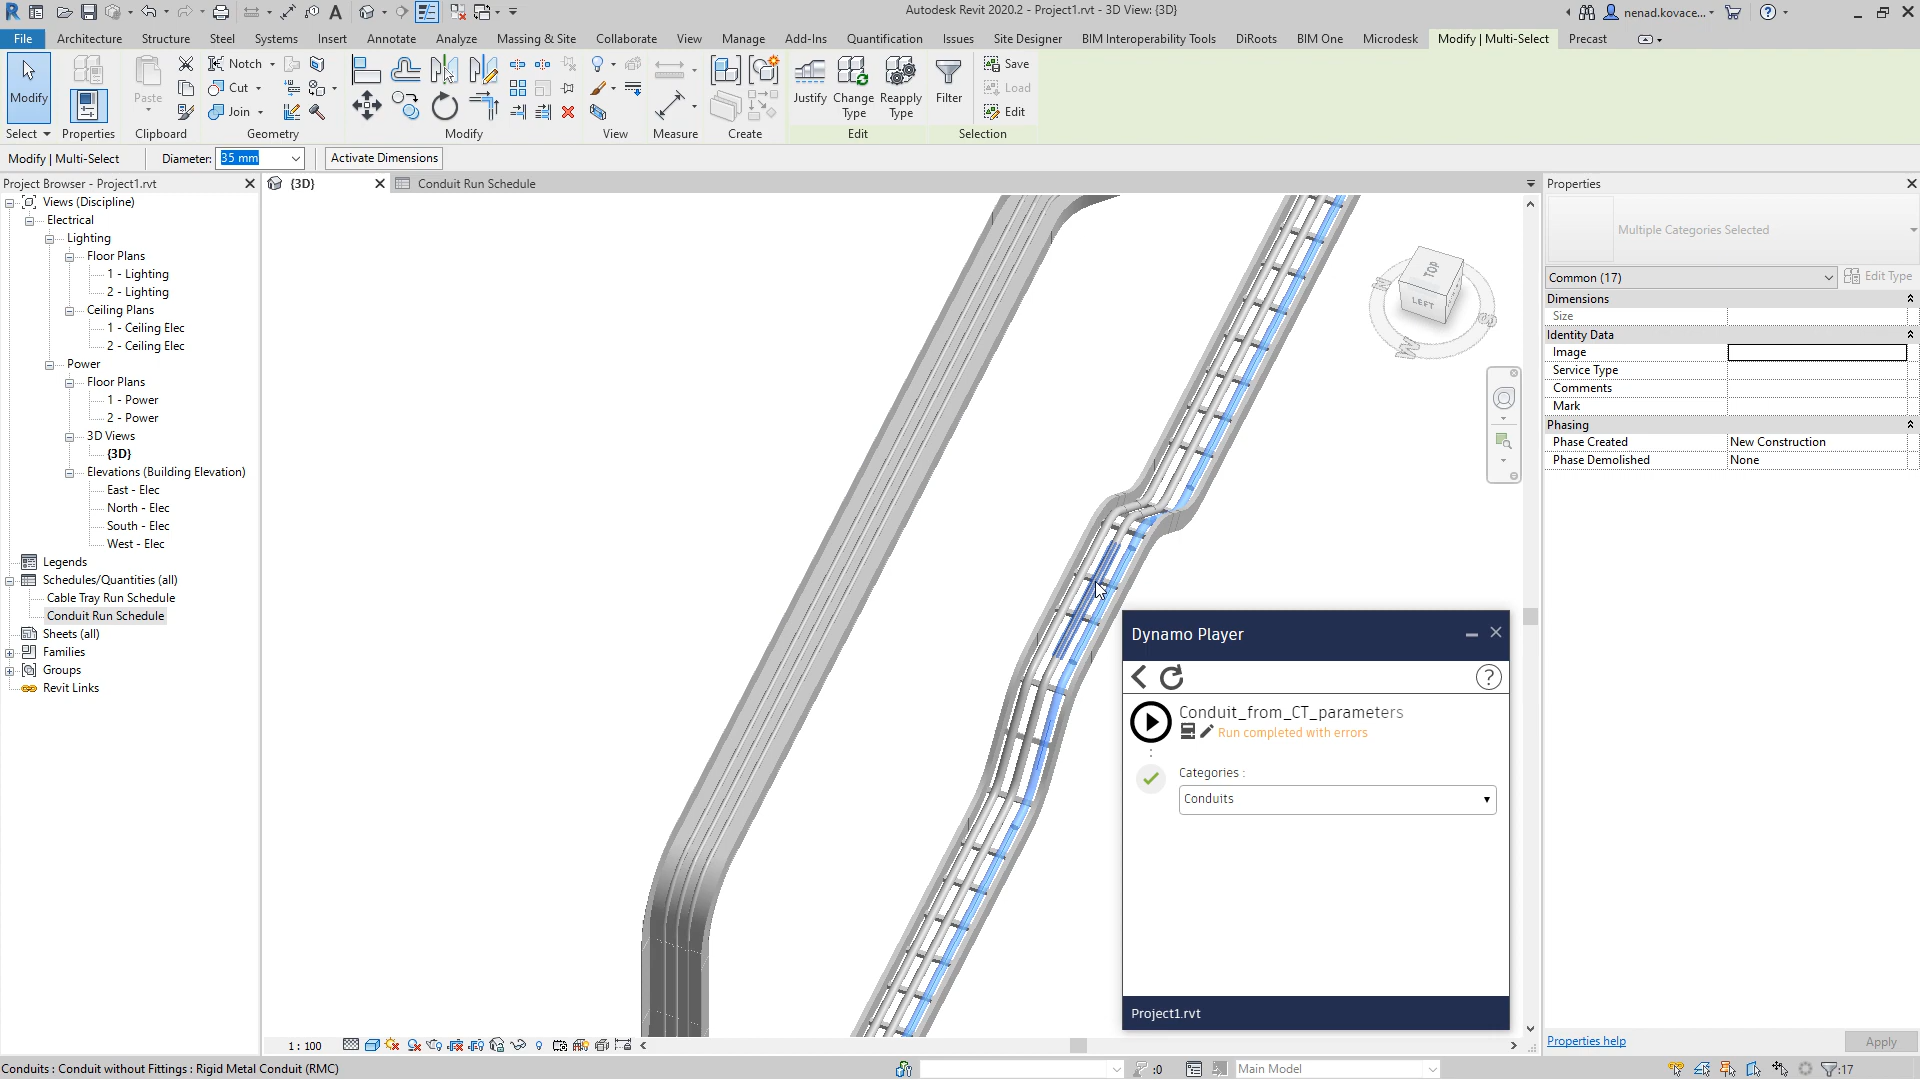 Autodesk Revit 2020.2 - Project1.rvt - 3D View: {3D}
nenad.kovace...
File
Architecture
Structure
Steel
Systems
Insert
Annotate
Analyze
Massing & Site
Collaborate
View
Manage
Add-Ins
Quantification
Issues
Site Designer
BIM Interoperability Tools
DiRoots
BIM One
Microdesk
Modify | Multi-Select
Precast
Modify
Paste
Notch
Cut
Join
Justify
Change
Type
Reapply
Type
Filter
Save
Load
Edit
Select
Properties
Clipboard
Geometry
Modify
View
Measure
Create
Edit
Selection
Modify | Multi-Select
Diameter:
35 mm
Activate Dimensions
Project Browser - Project1.rvt
Views (Discipline)
Electrical
Lighting
Floor Plans
1 - Lighting
2 - Lighting
Ceiling Plans
1 - Ceiling Elec
2 - Ceiling Elec
Power
Floor Plans
1 - Power
2 - Power
3D Views
{3D}
Elevations (Building Elevation)
East - Elec
North - Elec
South - Elec
West - Elec
Legends
Schedules/Quantities (all)
Cable Tray Run Schedule
Conduit Run Schedule
Sheets (all)
Families
Groups
Revit Links
{3D}
Conduit Run Schedule
TOP
LEFT
Dynamo Player
Conduit_from_CT_parameters
Run completed with errors
Categories :
Conduits
Project1.rvt
1 : 100
Properties
Multiple Categories Selected
Common (17)
Edit Type
Dimensions
Size
Identity Data
Image
Service Type
Comments
Mark
Phasing
Phase Created
New Construction
Phase Demolished
None
Properties help
Apply
Conduits : Conduit without Fittings : Rigid Metal Conduit (RMC)
:0
Main Model
:17